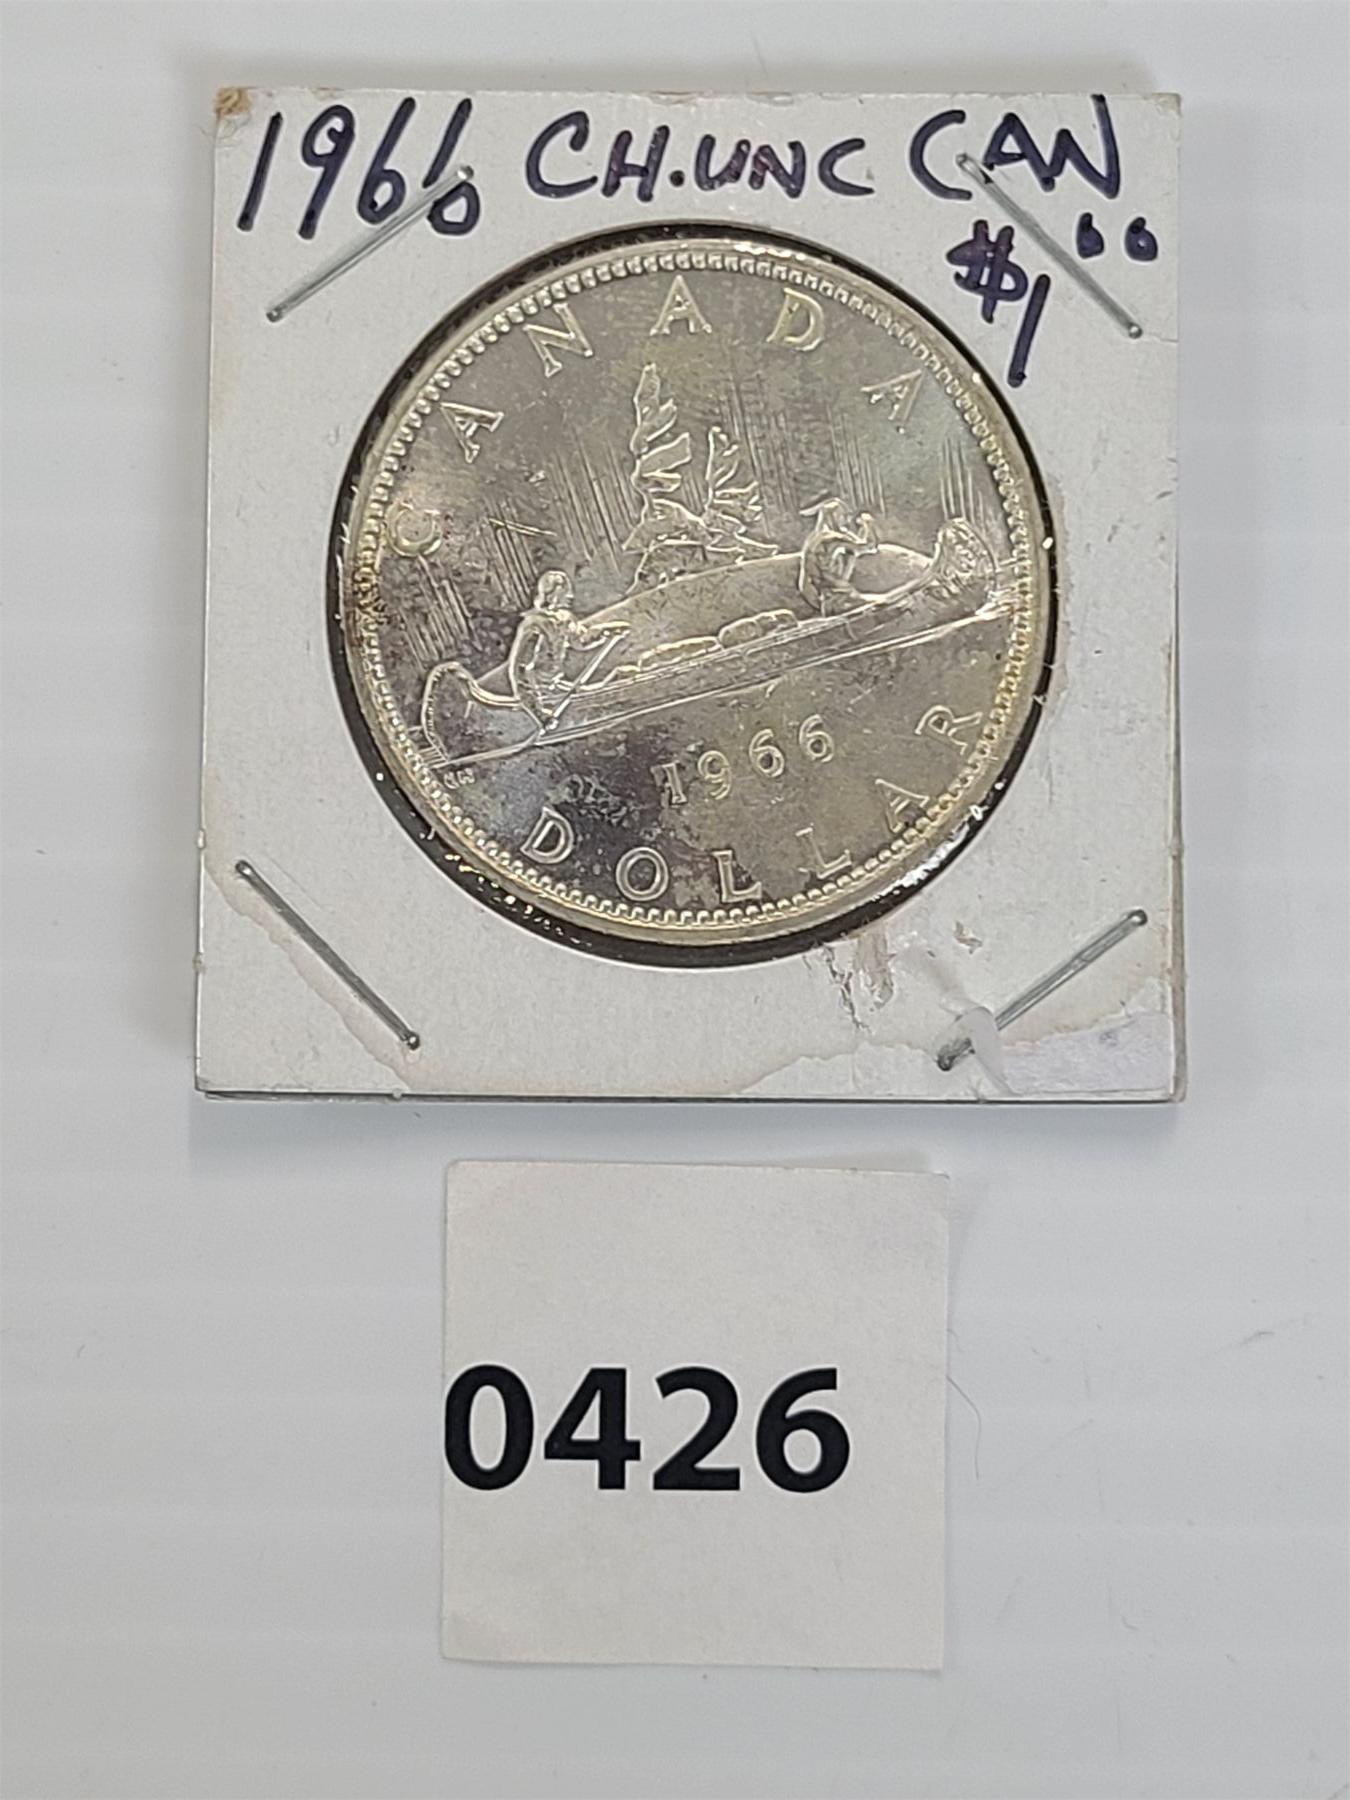 1966 CH.UNC CAN
$1.00
CANADA
1966
DOLLAR
0426